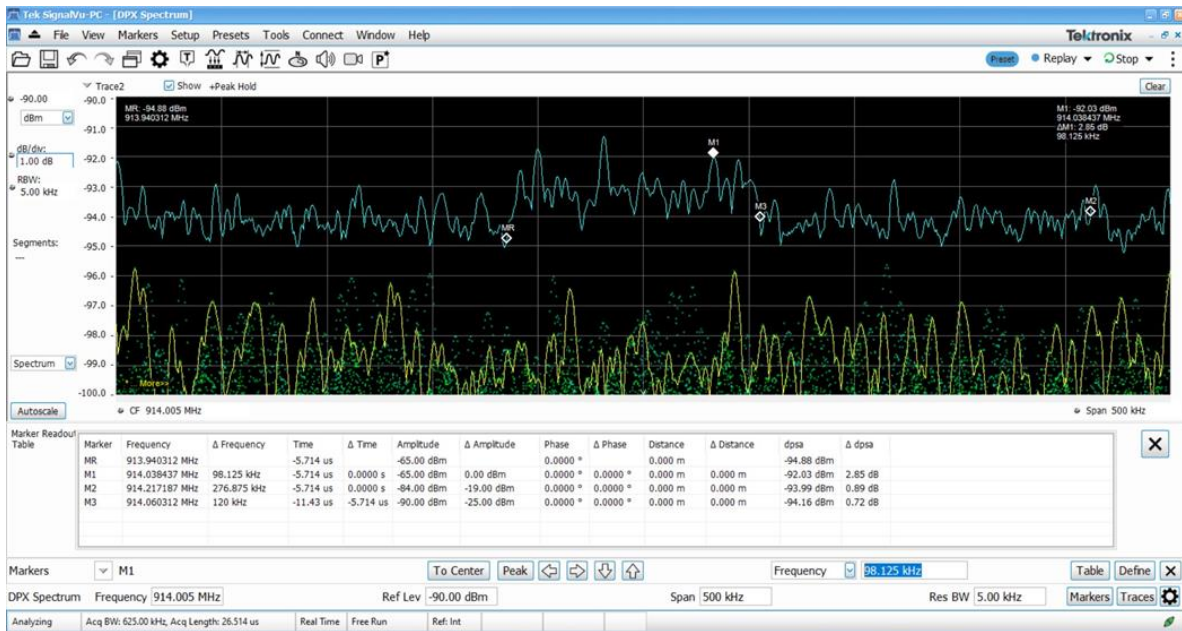 Tek SignalVu-PC - [DPX Spectrum]
File View Markers Setup Presets Tools Connect Window Help
Tektronix
Preset Replay Stop
Trace2 Show +Peak Hold Clear
-90.00
dBm
dB/div:
1.00 dB
RBW:
5.00 kHz
Segments:
---
Spectrum
Autoscale
-90.0
-91.0
-92.0
-93.0
-94.0
-95.0
-96.0
-97.0
-98.0
-99.0
-100.0
MR: -94.88 dBm
913.940312 MHz
M1: -92.03 dBm
914.038437 MHz
ΔM1: 2.85 dB
98.125 kHz
M1
M3
M2
MR
More>>
CF 914.005 MHz Span 500 kHz
Marker Readout
Table
Marker Frequency Δ Frequency Time Δ Time Amplitude Δ Amplitude Phase Δ Phase Distance Δ Distance dpsa Δ dpsa
MR 913.940312 MHz -5.714 us -65.00 dBm 0.0000 ° 0.000 m -94.88 dBm
M1 914.038437 MHz 98.125 kHz -5.714 us 0.0000 s -65.00 dBm 0.00 dBm 0.0000 ° 0.0000 ° 0.000 m 0.000 m -92.03 dBm 2.85 dB
M2 914.217187 MHz 276.875 kHz -5.714 us 0.0000 s -84.00 dBm -19.00 dBm 0.0000 ° 0.0000 ° 0.000 m 0.000 m -93.99 dBm 0.89 dB
M3 914.060312 MHz 120 kHz -11.43 us -5.714 us -90.00 dBm -25.00 dBm 0.0000 ° 0.0000 ° 0.000 m 0.000 m -94.16 dBm 0.72 dB
Markers M1 To Center Peak Frequency 98.125 kHz Table Define
DPX Spectrum Frequency 914.005 MHz Ref Lev -90.00 dBm Span 500 kHz Res BW 5.00 kHz Markers Traces
Analyzing Acq BW: 625.00 kHz, Acq Length: 26.514 us Real Time Free Run Ref: Int